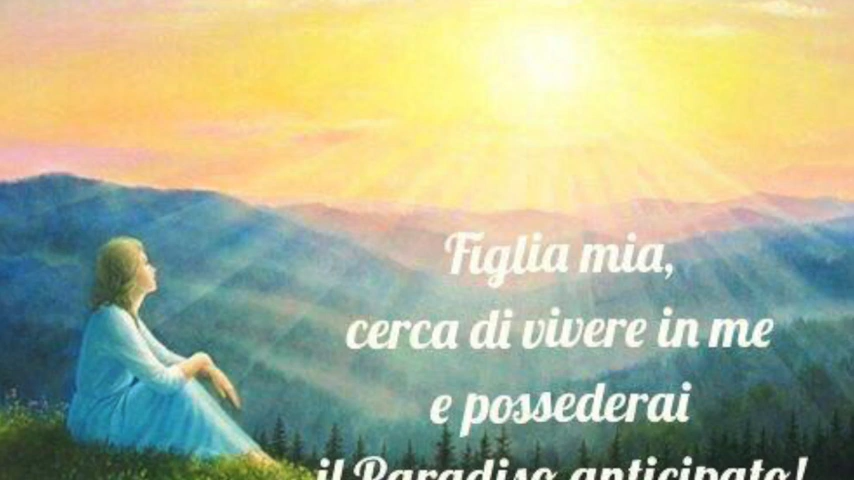 Figlia mia,
cerca di vivere in me
e possederai
il Paradiso anticipato!